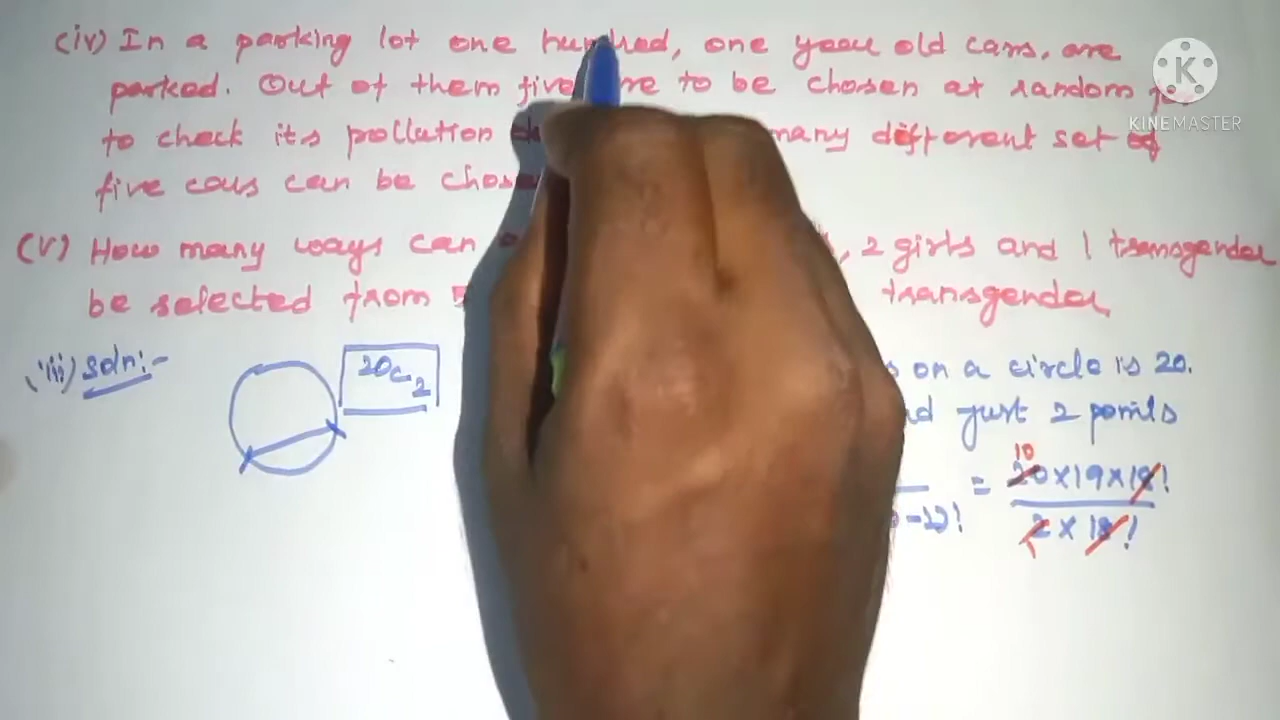 (iv) In a parking lot one hundred, one year old cars, are
parked. Out of them five are to be chosen at random
to check its pollution many different set of
five cars can be
(v) How many ways can 2 girls and 1 transgender
be selected from 5 transgender
(iii) Soln:-
20c2
on a circle is 20.
just 2 points
10
= 20×19×18!
2×18!
K
KINEMASTER